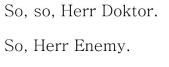 So, so, Herr Doktor.
So, Herr Enemy.